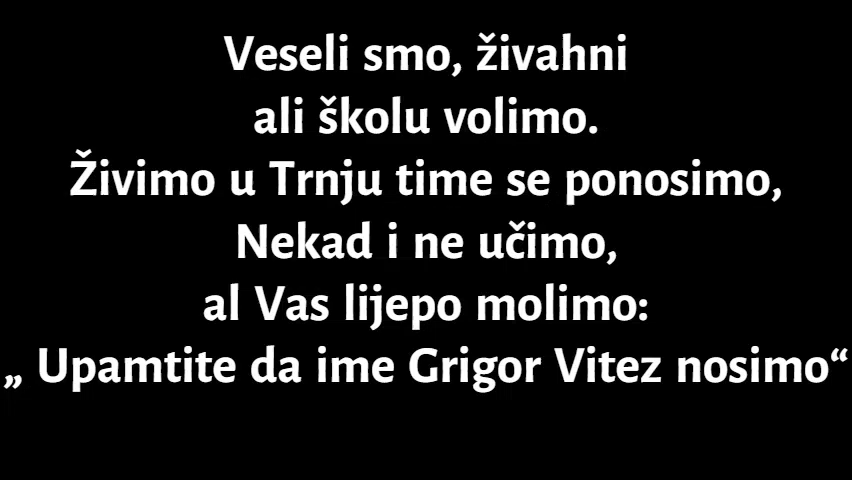 Veseli smo, živahni
ali školu volimo.
Živimo u Trnju time se ponosimo,
Nekad i ne učimo,
al Vas lijepo molimo:
„ Upamtite da ime Grigor Vitez nosimo“